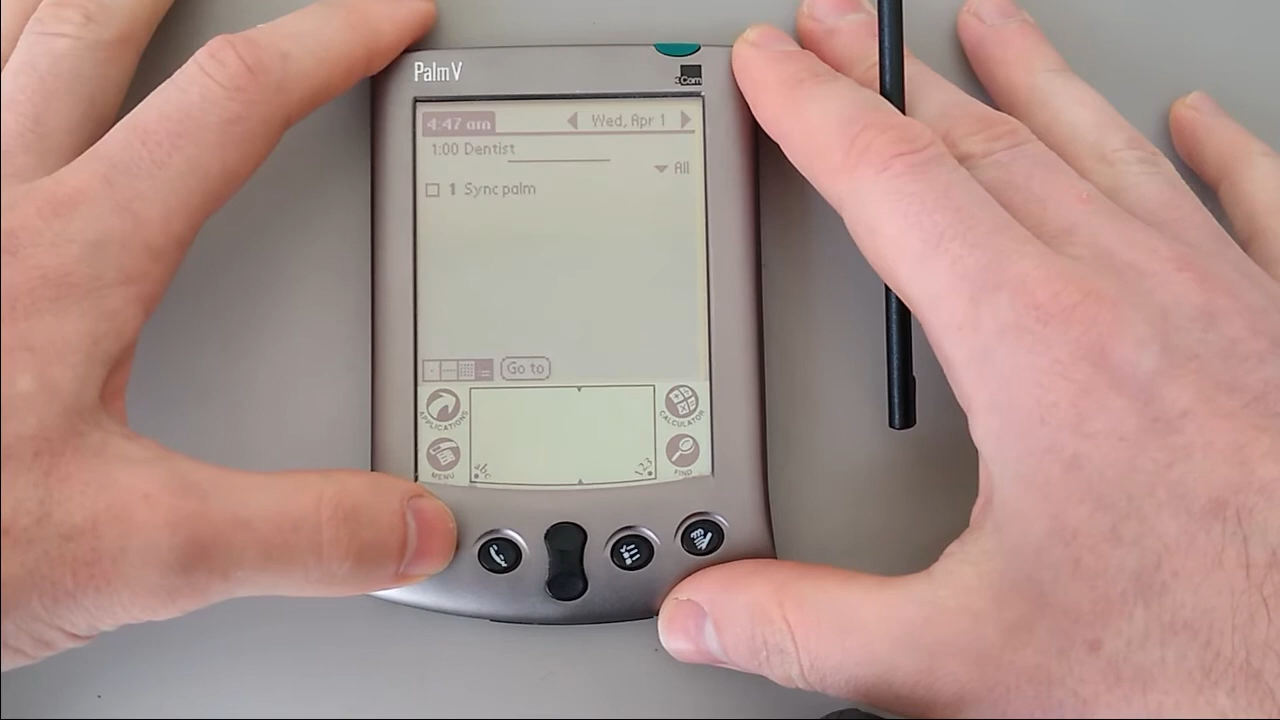 Palm V
3Com
4:47 am Wed, Apr 1
1:00 Dentist
All
1 Sync palm
Go to
APPLICATIONS
CALCULATOR
MENU
abc
123
FIND